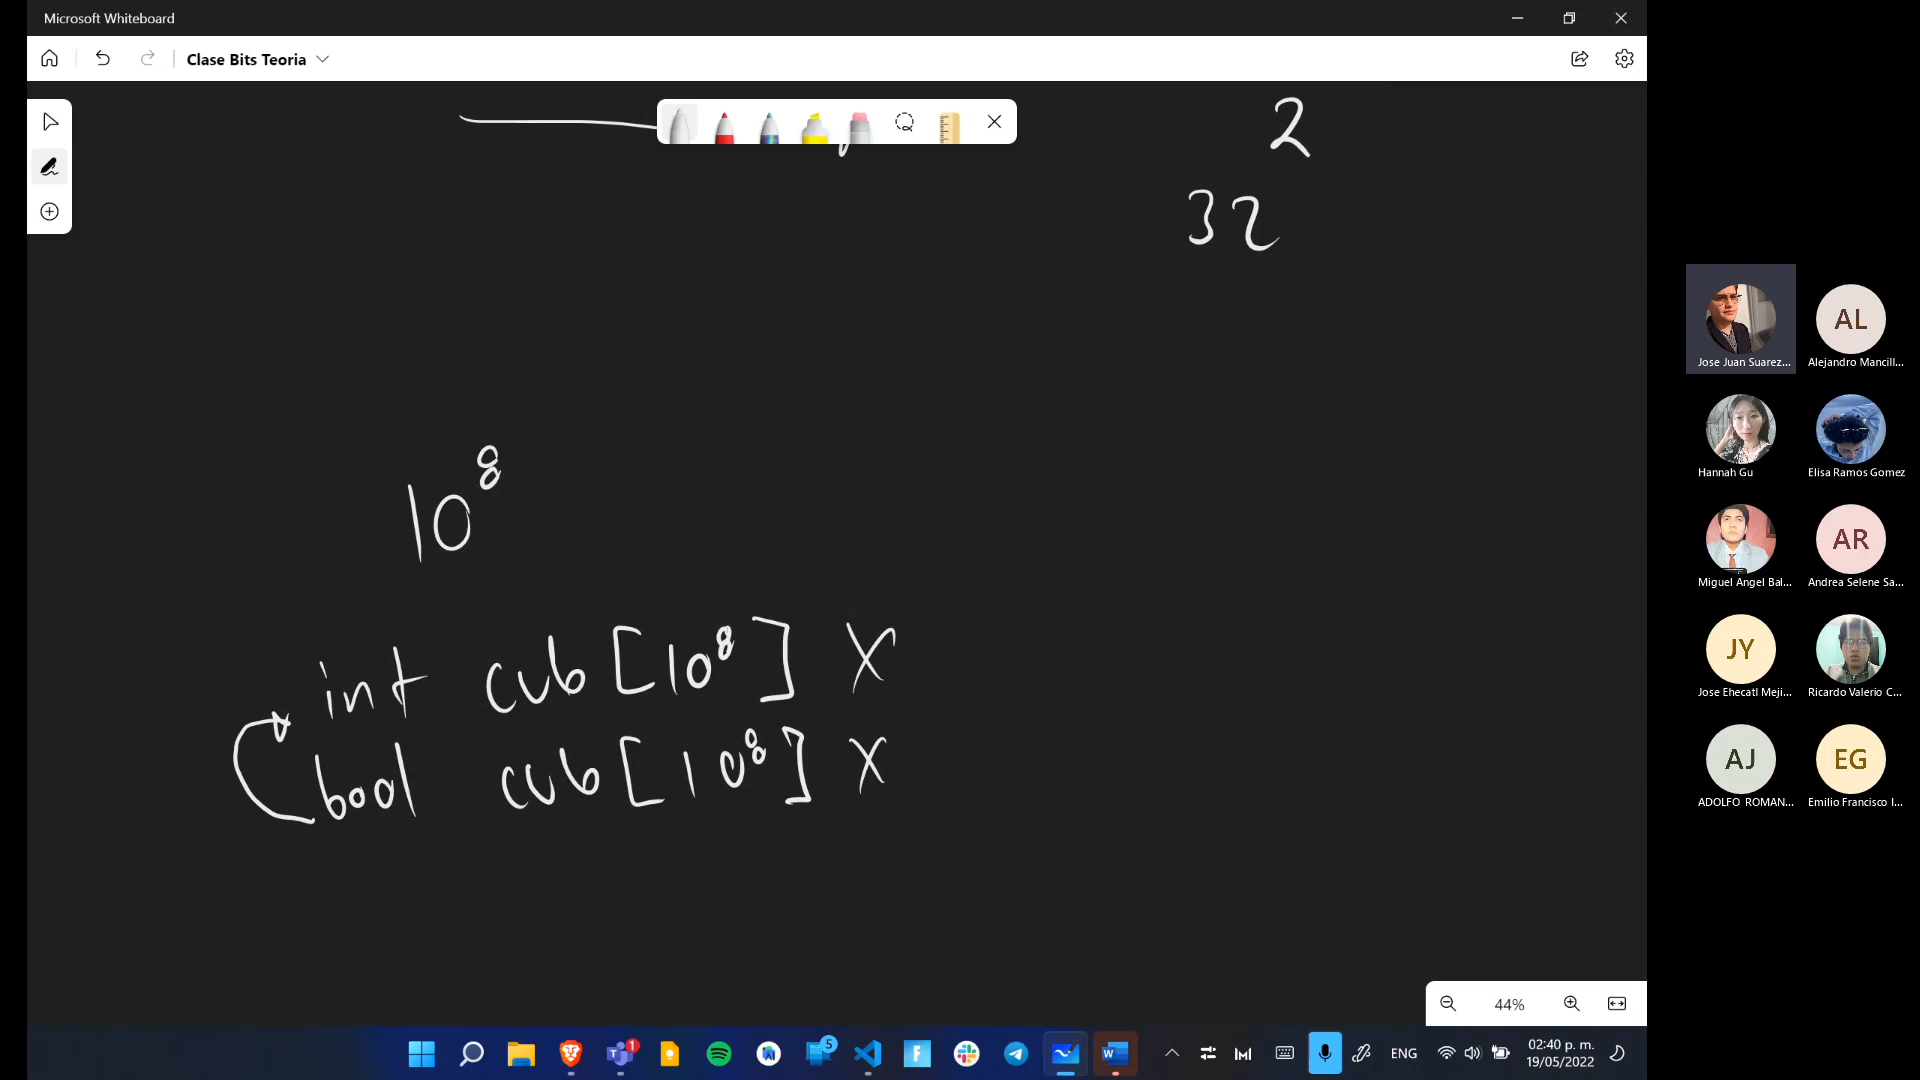 Microsoft Whiteboard
Clase Bits Teoria
2
32
10⁸
int cub [10⁸] X
bool cub [10⁸] X
44%
Jose Juan Suarez...
AL
Alejandro Mancill...
Hannah Gu
Elisa Ramos Gomez
Miguel Angel Bal...
AR
Andrea Selene Sa...
JY
Jose Ehecatl Meji...
Ricardo Valerio C...
AJ
ADOLFO ROMAN...
EG
Emilio Francisco I...
1
5
ENG
02:40 p. m.
19/05/2022